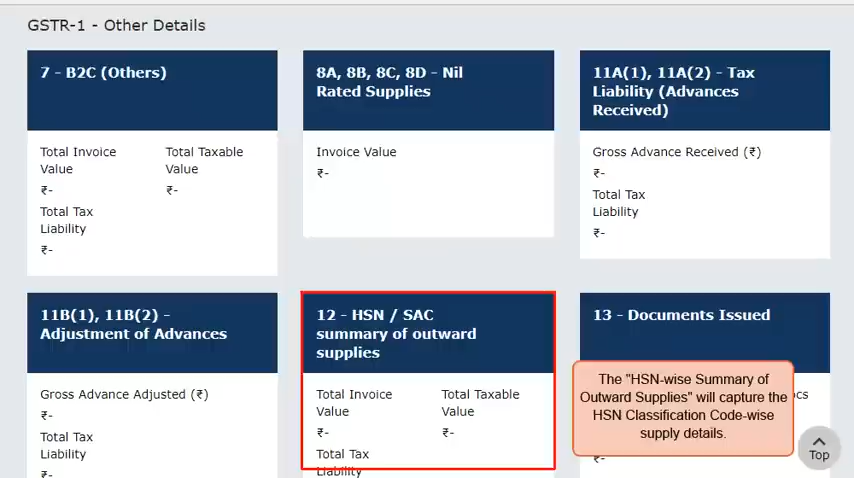 GSTR-1 - Other Details
7 - B2C (Others)
8A, 8B, 8C, 8D - Nil
Rated Supplies
11A(1), 11A(2) - Tax
Liability (Advances
Received)
Total Invoice
Value
₹-
Total Taxable
Value
₹-
Total Tax
Liability
₹-
Invoice Value
₹-
Gross Advance Received (₹)
₹-
Total Tax
Liability
₹-
11B(1), 11B(2) -
Adjustment of Advances
12 - HSN / SAC
summary of outward
supplies
13 - Documents Issued
Gross Advance Adjusted (₹)
₹-
Total Tax
Liability
₹-
Total Invoice
Value
₹-
Total Taxable
Value
₹-
Total Tax
Liability
The "HSN-wise Summary of
Outward Supplies" will capture the
HSN Classification Code-wise
supply details.
₹-
Top